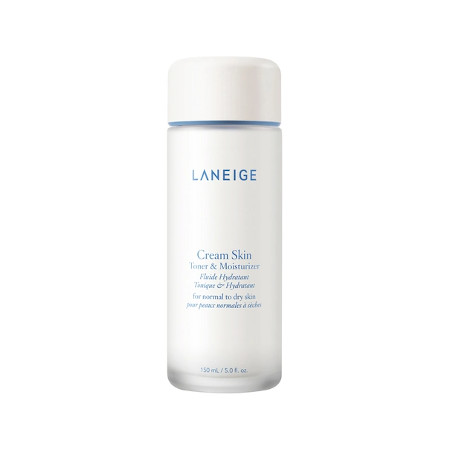 LANEIGE
Cream Skin
Toner & Moisturizer
Fluide Hydratant
Tonique & Hydratant
for normal to dry skin
pour peaux normales à sèches
150 mL / 5.0 fl. oz.